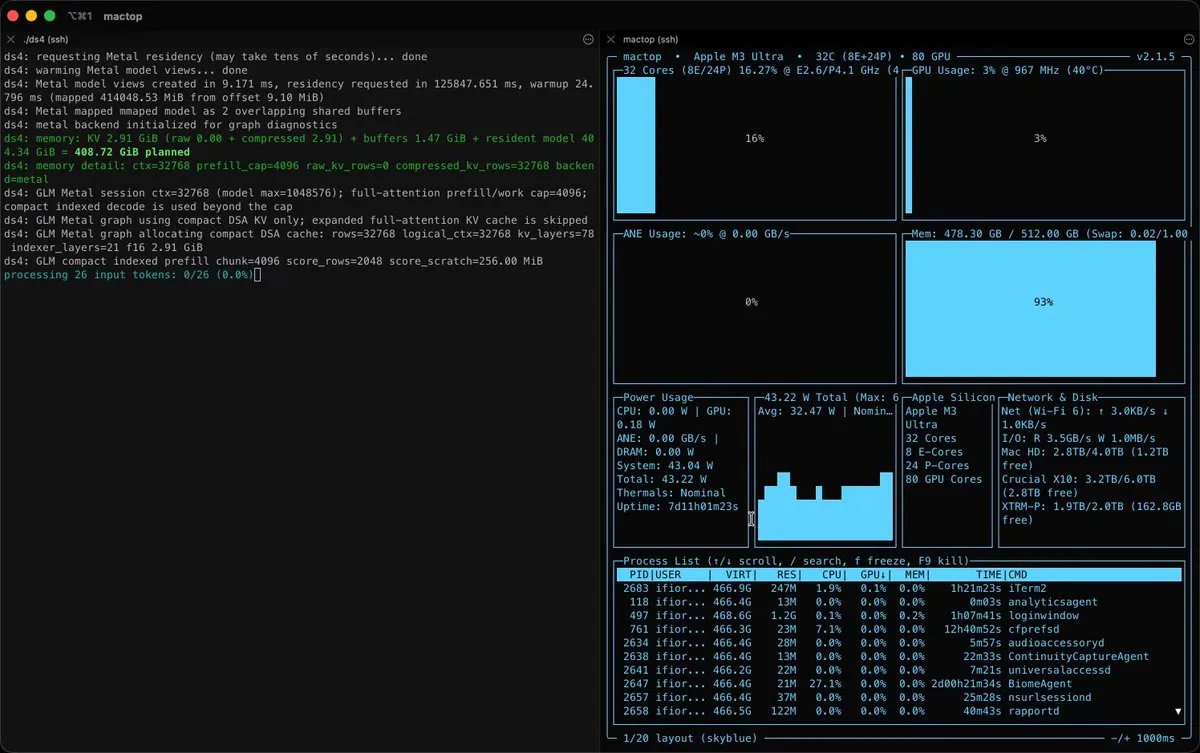 ⌥⌘1 mactop
./ds4 (ssh)
ds4: requesting Metal residency (may take tens of seconds)... done
ds4: warming Metal model views... done
ds4: Metal model views created in 9.171 ms, residency requested in 125847.651 ms, warmup 24.
796 ms (mapped 414048.53 MiB from offset 9.10 MiB)
ds4: Metal mapped mmaped model as 2 overlapping shared buffers
ds4: metal backend initialized for graph diagnostics
ds4: memory: KV 2.91 GiB (raw 0.00 + compressed 2.91) + buffers 1.47 GiB + resident model 40
4.34 GiB = 408.72 GiB planned
ds4: memory detail: ctx=32768 prefill_cap=4096 raw_kv_rows=0 compressed_kv_rows=32768 backen
d=metal
ds4: GLM Metal session ctx=32768 (model max=1048576); full-attention prefill/work cap=4096;
compact indexed decode is used beyond the cap
ds4: GLM Metal graph using compact DSA KV only; expanded full-attention KV cache is skipped
ds4: GLM Metal graph allocating compact DSA cache: rows=32768 logical_ctx=32768 kv_layers=78
indexer_layers=21 f16 2.91 GiB
ds4: GLM compact indexed prefill chunk=4096 score_rows=2048 score_scratch=256.00 MiB
processing 26 input tokens: 0/26 (0.0%)
mactop (ssh)
mactop • Apple M3 Ultra • 32C (8E+24P) • 80 GPU v2.1.5
32 Cores (8E/24P) 16.27% @ E2.6/P4.1 GHz (4
16%
GPU Usage: 3% @ 967 MHz (40°C)
3%
ANE Usage: ~0% @ 0.00 GB/s
0%
Mem: 478.30 GB / 512.00 GB (Swap: 0.02/1.00
93%
Power Usage
CPU: 0.00 W | GPU:
0.18 W
ANE: 0.00 GB/s |
DRAM: 0.00 W
System: 43.04 W
Total: 43.22 W
Thermals: Nominal
Uptime: 7d11h01m23s
43.22 W Total (Max: 6
Avg: 32.47 W | Nomin…
Apple Silicon
Apple M3
Ultra
32 Cores
8 E-Cores
24 P-Cores
80 GPU Cores
Network & Disk
Net (Wi-Fi 6): ↑ 3.0KB/s ↓
1.0KB/s
I/O: R 3.5GB/s W 1.0MB/s
Mac HD: 2.8TB/4.0TB (1.2TB
free)
Crucial X10: 3.2TB/6.0TB
(2.8TB free)
XTRM-P: 1.9TB/2.0TB (162.8GB
free)
Process List (↑/↓ scroll, / search, f freeze, F9 kill)
PID|USER | VIRT| RES| CPU| GPU↓| MEM| TIME|CMD
2683 ifior... 466.9G 247M 1.9% 0.1% 0.0% 1h21m23s iTerm2
118 ifior... 466.4G 13M 0.0% 0.0% 0.0% 0m03s analyticsagent
497 ifior... 468.6G 1.2G 0.1% 0.0% 0.2% 1h07m41s loginwindow
761 ifior... 466.3G 23M 7.1% 0.0% 0.0% 12h40m52s cfprefsd
2634 ifior... 466.4G 28M 0.0% 0.0% 0.0% 5m57s audioaccessoryd
2638 ifior... 466.4G 13M 0.0% 0.0% 0.0% 22m33s ContinuityCaptureAgent
2641 ifior... 466.2G 22M 0.0% 0.0% 0.0% 7m21s universalaccessd
2647 ifior... 466.4G 21M 27.1% 0.0% 0.0% 2d00h21m34s BiomeAgent
2657 ifior... 466.4G 37M 0.0% 0.0% 0.0% 25m28s nsurlsessiond
2658 ifior... 466.5G 122M 0.0% 0.0% 0.0% 40m43s rapportd
1/20 layout (skyblue) -/+ 1000ms